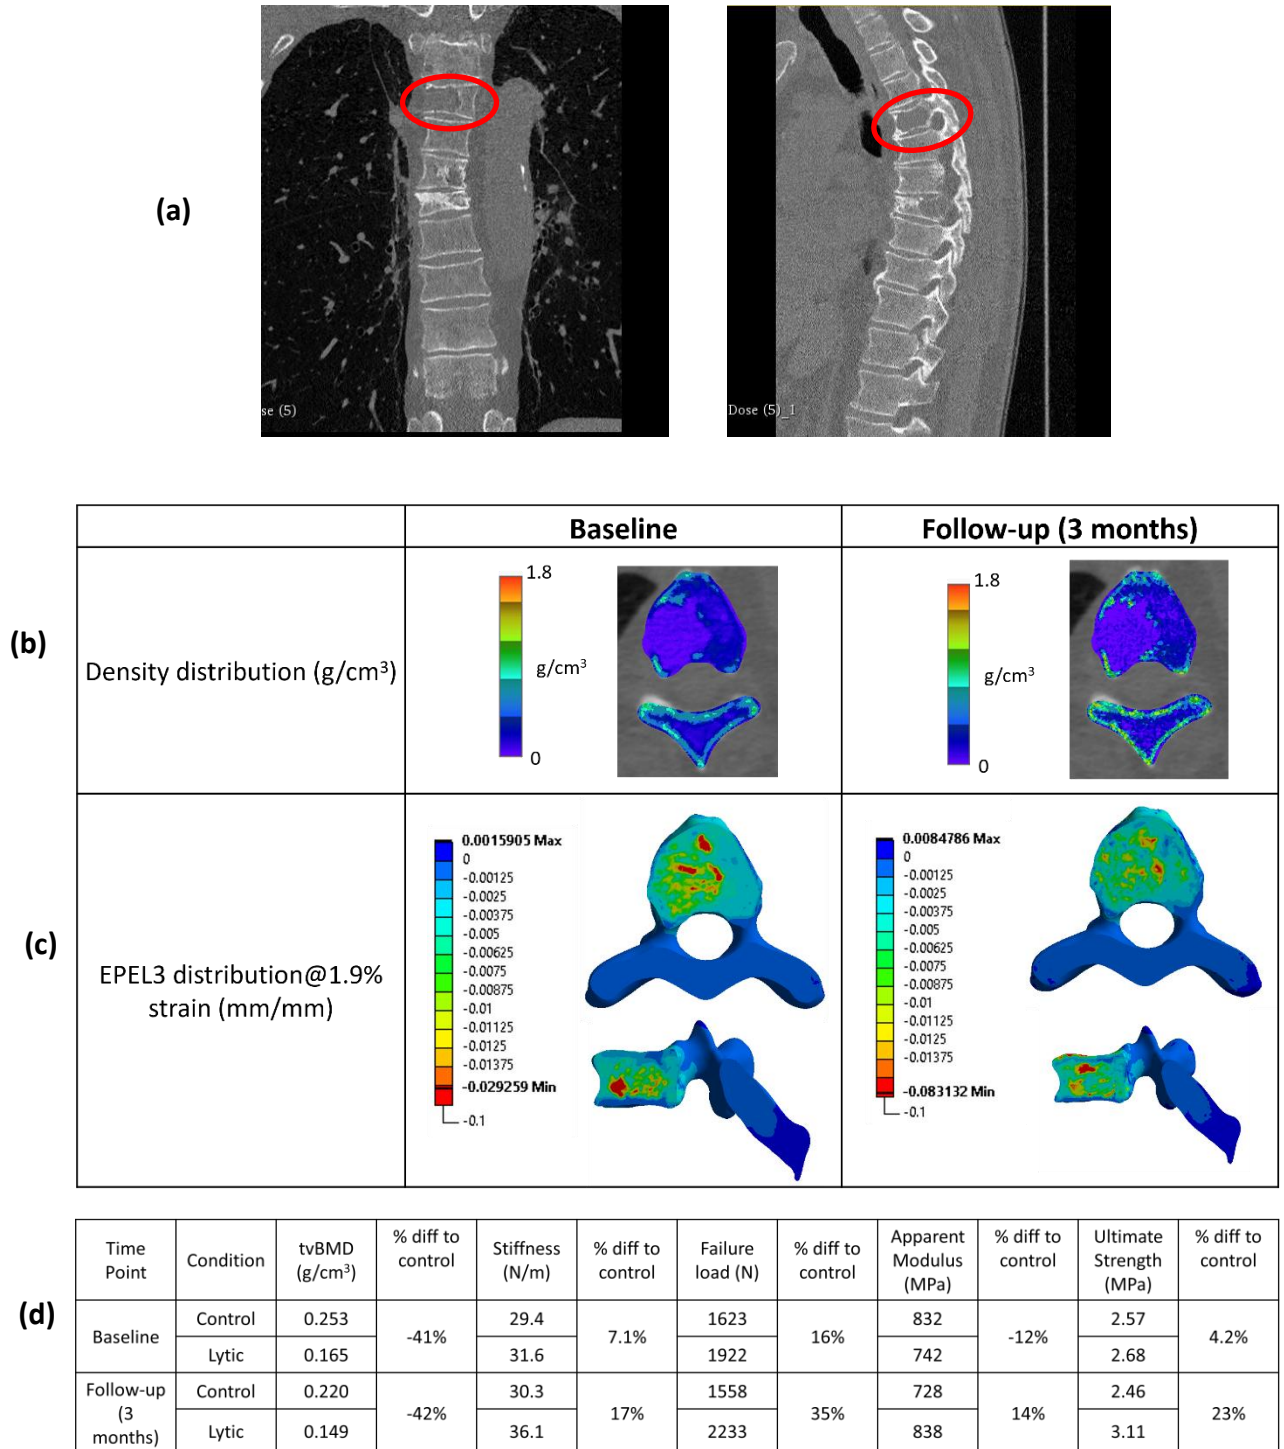 (a)
se (5)
Dose (5)_1
Baseline
Follow-up (3 months)
(b)
Density distribution (g/cm³)
1.8
g/cm³
0
1.8
g/cm³
0
(c)
EPEL3 distribution@1.9%
strain (mm/mm)
0.0015905 Max
0
-0.00125
-0.0025
-0.00375
-0.005
-0.00625
-0.0075
-0.00875
-0.01
-0.01125
-0.0125
-0.01375
-0.029259 Min
-0.1
0.0084786 Max
0
-0.00125
-0.0025
-0.00375
-0.005
-0.00625
-0.0075
-0.00875
-0.01
-0.01125
-0.0125
-0.01375
-0.083132 Min
-0.1
(d)
Time Point | Condition | tvBMD (g/cm³) | % diff to control | Stiffness (N/m) | % diff to control | Failure load (N) | % diff to control | Apparent Modulus (MPa) | % diff to control | Ultimate Strength (MPa) | % diff to control
Baseline | Control | 0.253 | -41% | 29.4 | 7.1% | 1623 | 16% | 832 | -12% | 2.57 | 4.2%
Lytic | 0.165 | 31.6 | 1922 | 742 | 2.68
Follow-up (3 months) | Control | 0.220 | -42% | 30.3 | 17% | 1558 | 35% | 728 | 14% | 2.46 | 23%
Lytic | 0.149 | 36.1 | 2233 | 838 | 3.11